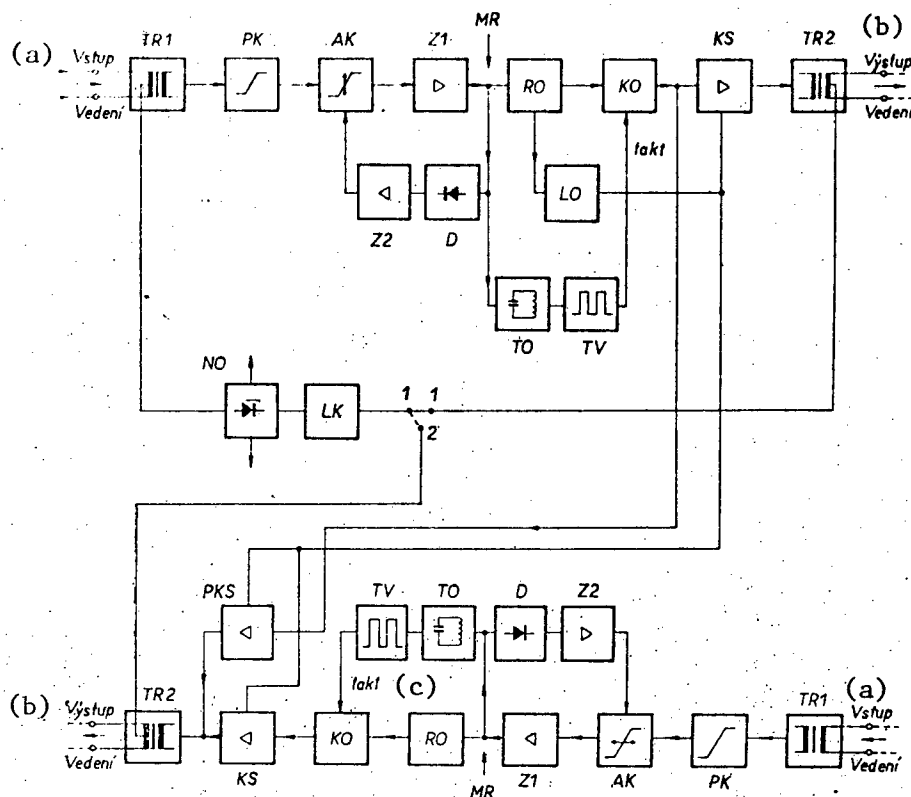 (a)
Vstup
Vedení
TR1
PK
AK
Z1
MR
RO
KO
KS
TR2
(b)
Výstup
Vedení
takt
Z2
D
LO
TO
TV
NO
LK
1
1
2
PKS
TV
TO
D
Z2
takt
(c)
(b)
Výstup
Vedení
TR2
KS
KO
RO
MR
Z1
AK
PK
TR1
(a)
Vstup
Vedení